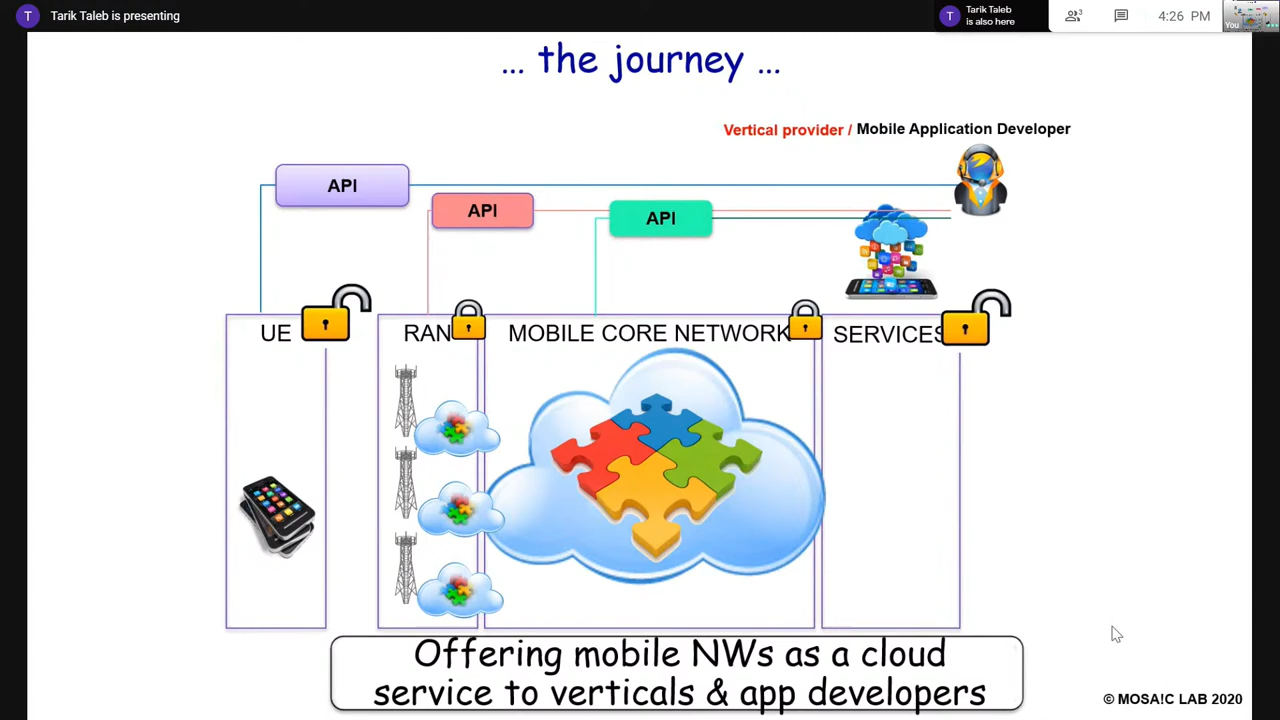 T Tarik Taleb is presenting
T Tarik Taleb
is also here
3
4:26 PM
You
... the journey ...
Vertical provider / Mobile Application Developer
API
API
API
UE
RAN
MOBILE CORE NETWORK
SERVICES
Offering mobile NWs as a cloud
service to verticals & app developers
© MOSA!C LAB 2020